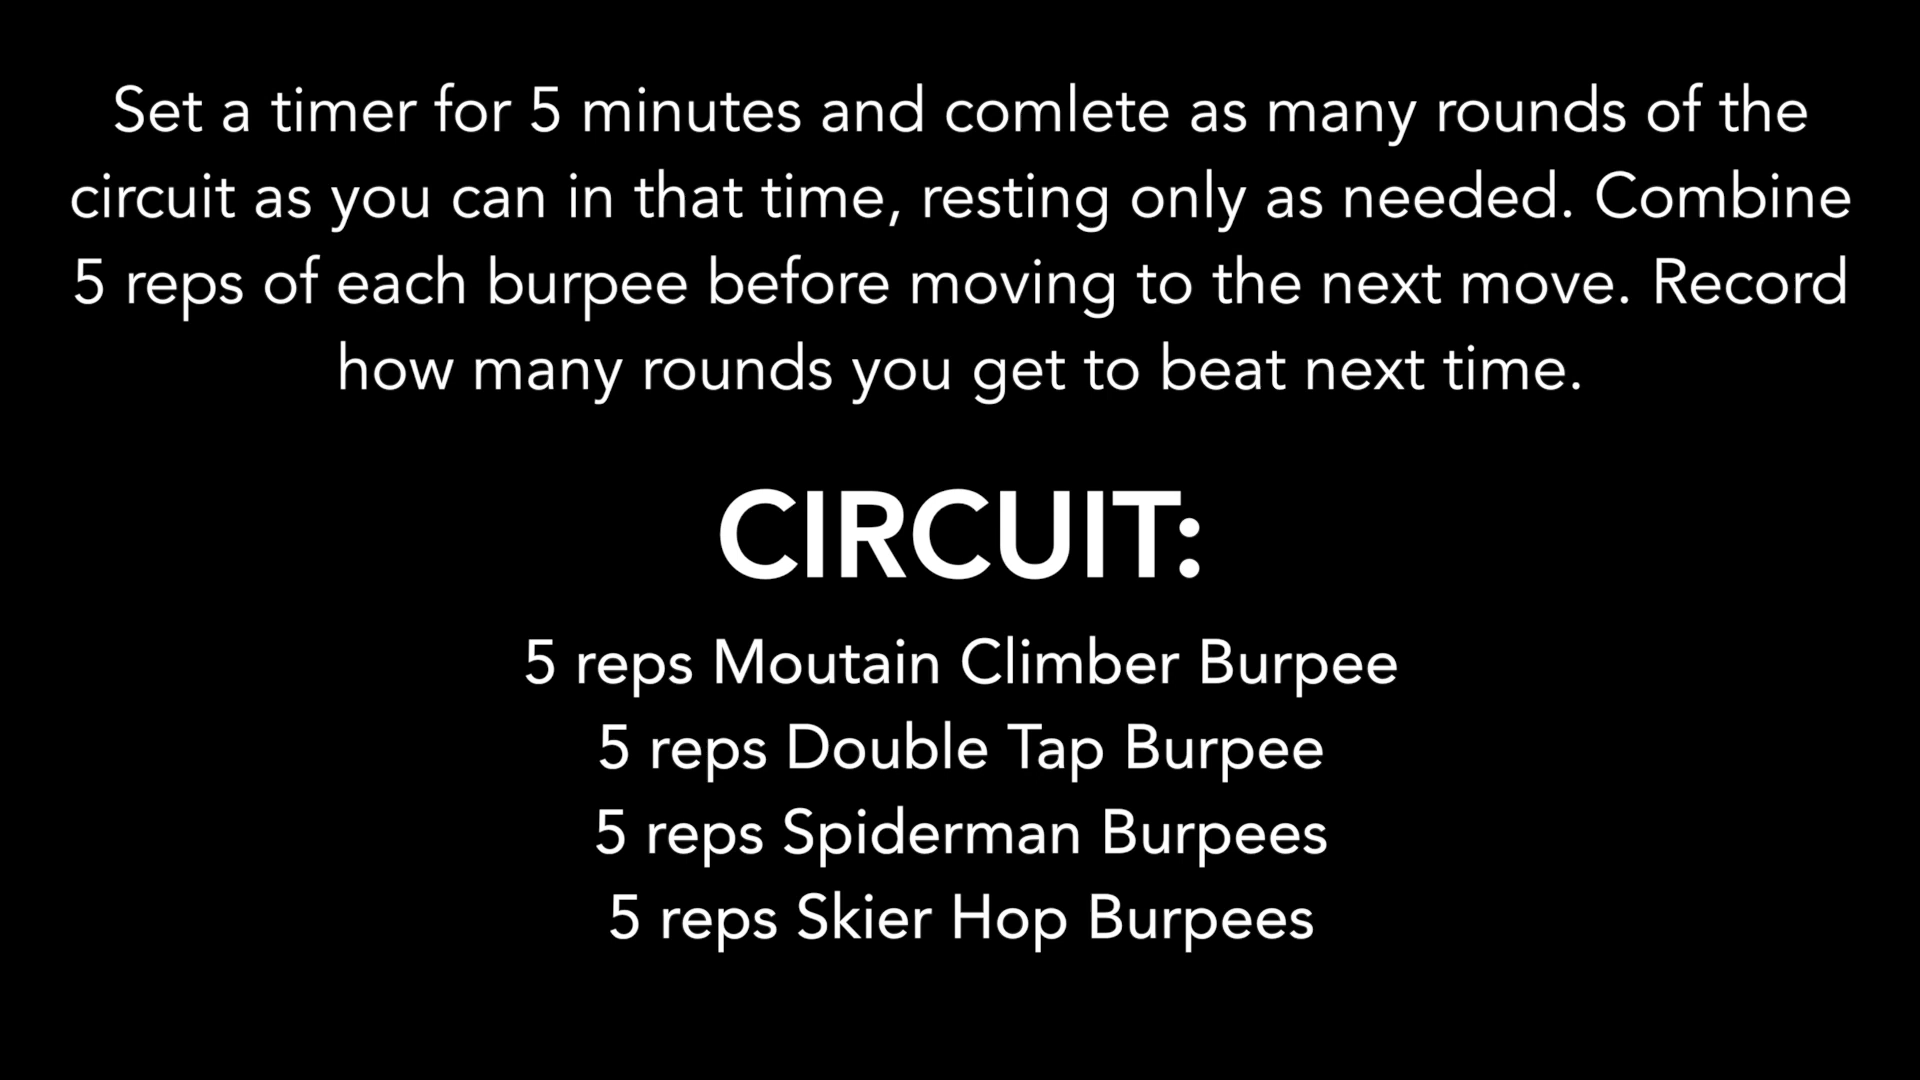 Set a timer for 5 minutes and comlete as many rounds of the
circuit as you can in that time, resting only as needed. Combine
5 reps of each burpee before moving to the next move. Record
how many rounds you get to beat next time.
CIRCUIT:
5 reps Moutain Climber Burpee
5 reps Double Tap Burpee
5 reps Spiderman Burpees
5 reps Skier Hop Burpees